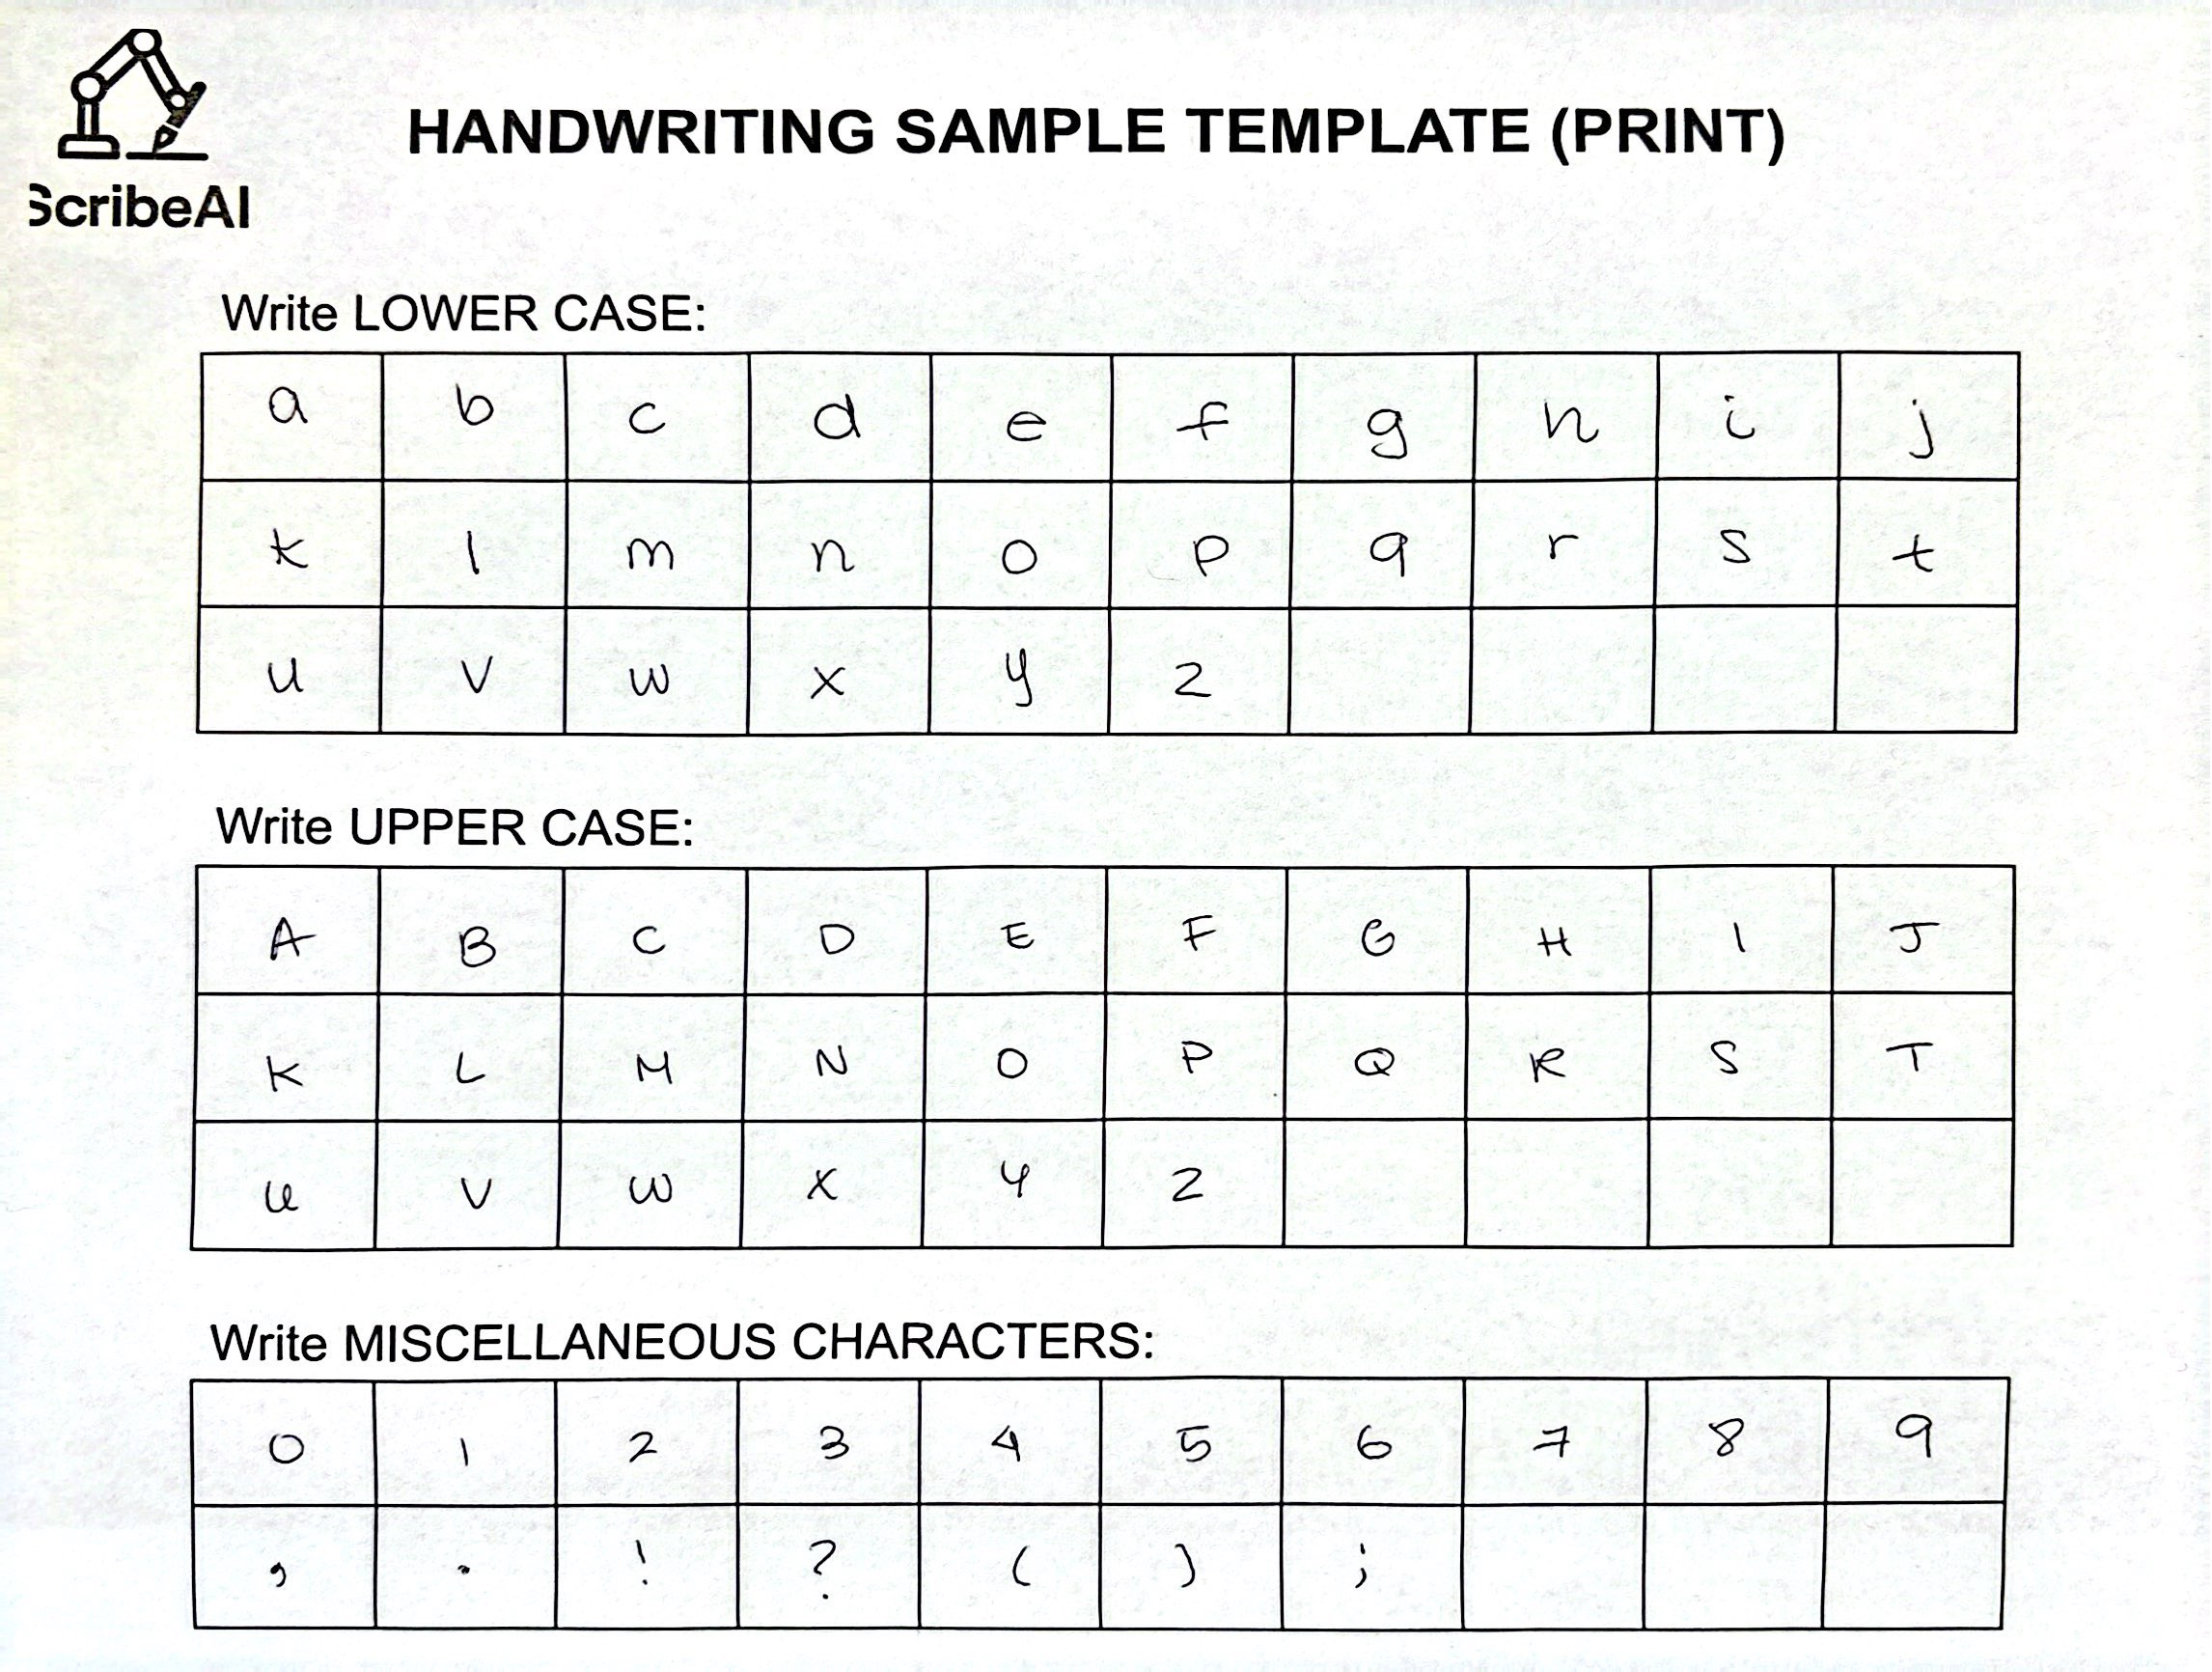 ScribeAI
HANDWRITING SAMPLE TEMPLATE (PRINT)
Write LOWER CASE:
a b c d e f g h i j
k l m n o p q r s t
u v w x y z
Write UPPER CASE:
A B C D E F G H I J
K L M N O P Q R S T
U V W X Y Z
Write MISCELLANEOUS CHARACTERS:
0 1 2 3 4 5 6 7 8 9
, . ! ? ( ) ;